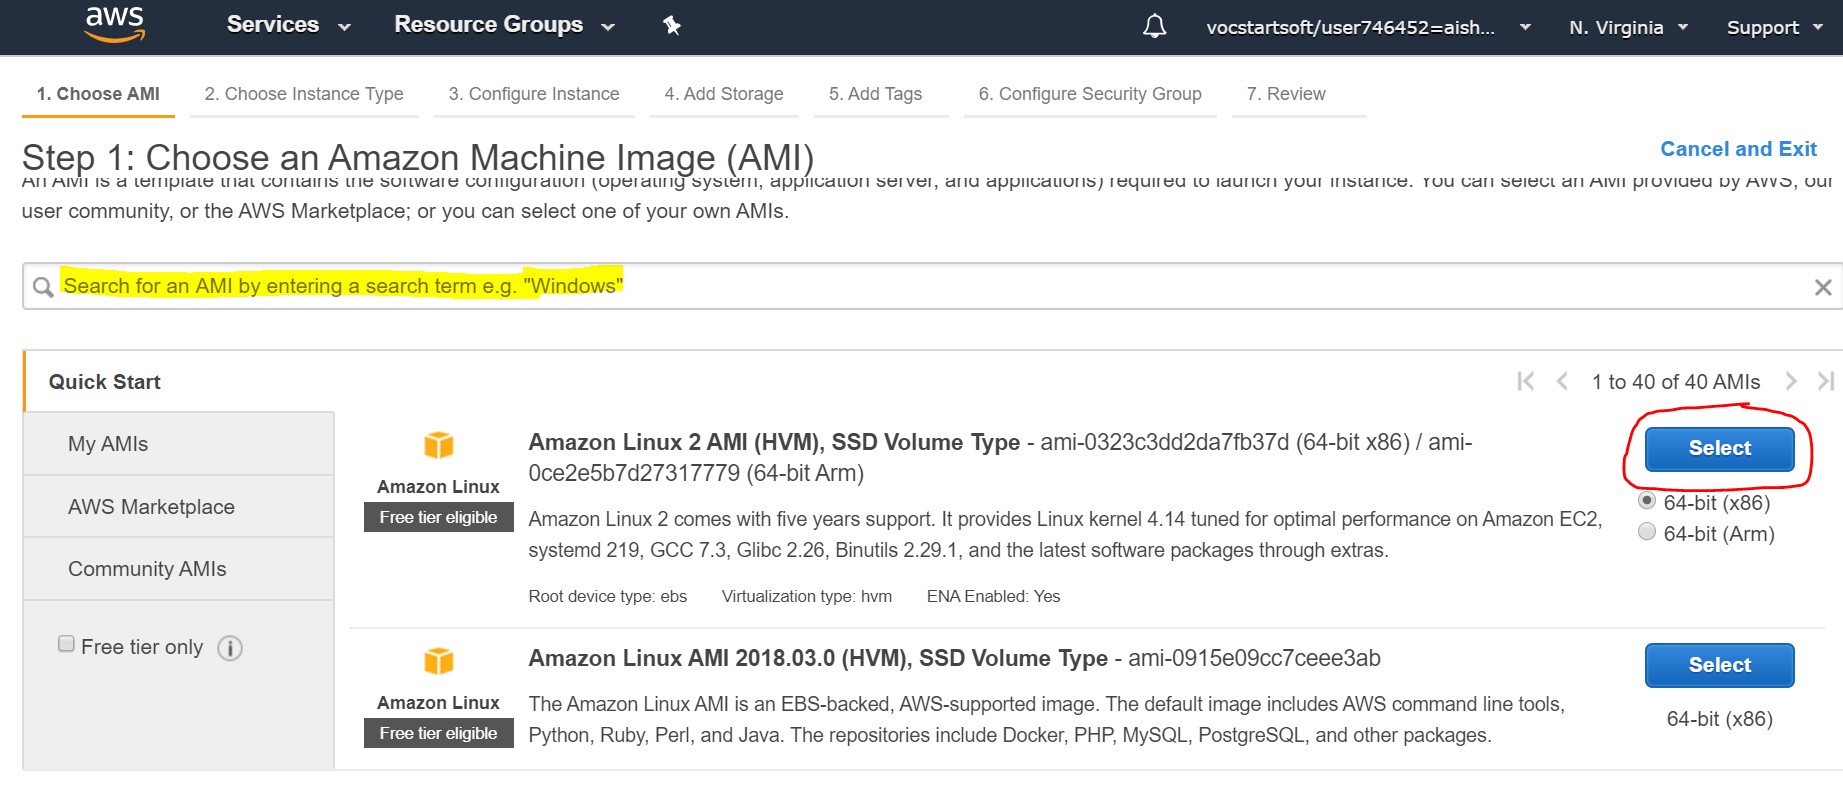 aws Services Resource Groups vocstartsoft/user746452=aish... N. Virginia Support
1. Choose AMI 2. Choose Instance Type 3. Configure Instance 4. Add Storage 5. Add Tags 6. Configure Security Group 7. Review
Step 1: Choose an Amazon Machine Image (AMI)
Cancel and Exit
An AMI is a template that contains the software configuration (operating system, application server, and applications) required to launch your instance. You can select an AMI provided by AWS, our
user community, or the AWS Marketplace; or you can select one of your own AMIs.
Search for an AMI by entering a search term e.g. "Windows"
Quick Start
1 to 40 of 40 AMIs
My AMIs
AWS Marketplace
Community AMIs
Free tier only
Amazon Linux
Free tier eligible
Amazon Linux 2 AMI (HVM), SSD Volume Type - ami-0323c3dd2da7fb37d (64-bit x86) / ami-
0ce2e5b7d27317779 (64-bit Arm)
Amazon Linux 2 comes with five years support. It provides Linux kernel 4.14 tuned for optimal performance on Amazon EC2,
systemd 219, GCC 7.3, Glibc 2.26, Binutils 2.29.1, and the latest software packages through extras.
Root device type: ebs Virtualization type: hvm ENA Enabled: Yes
Select
64-bit (x86)
64-bit (Arm)
Amazon Linux
Free tier eligible
Amazon Linux AMI 2018.03.0 (HVM), SSD Volume Type - ami-0915e09cc7ceee3ab
The Amazon Linux AMI is an EBS-backed, AWS-supported image. The default image includes AWS command line tools,
Python, Ruby, Perl, and Java. The repositories include Docker, PHP, MySQL, PostgreSQL, and other packages.
Select
64-bit (x86)